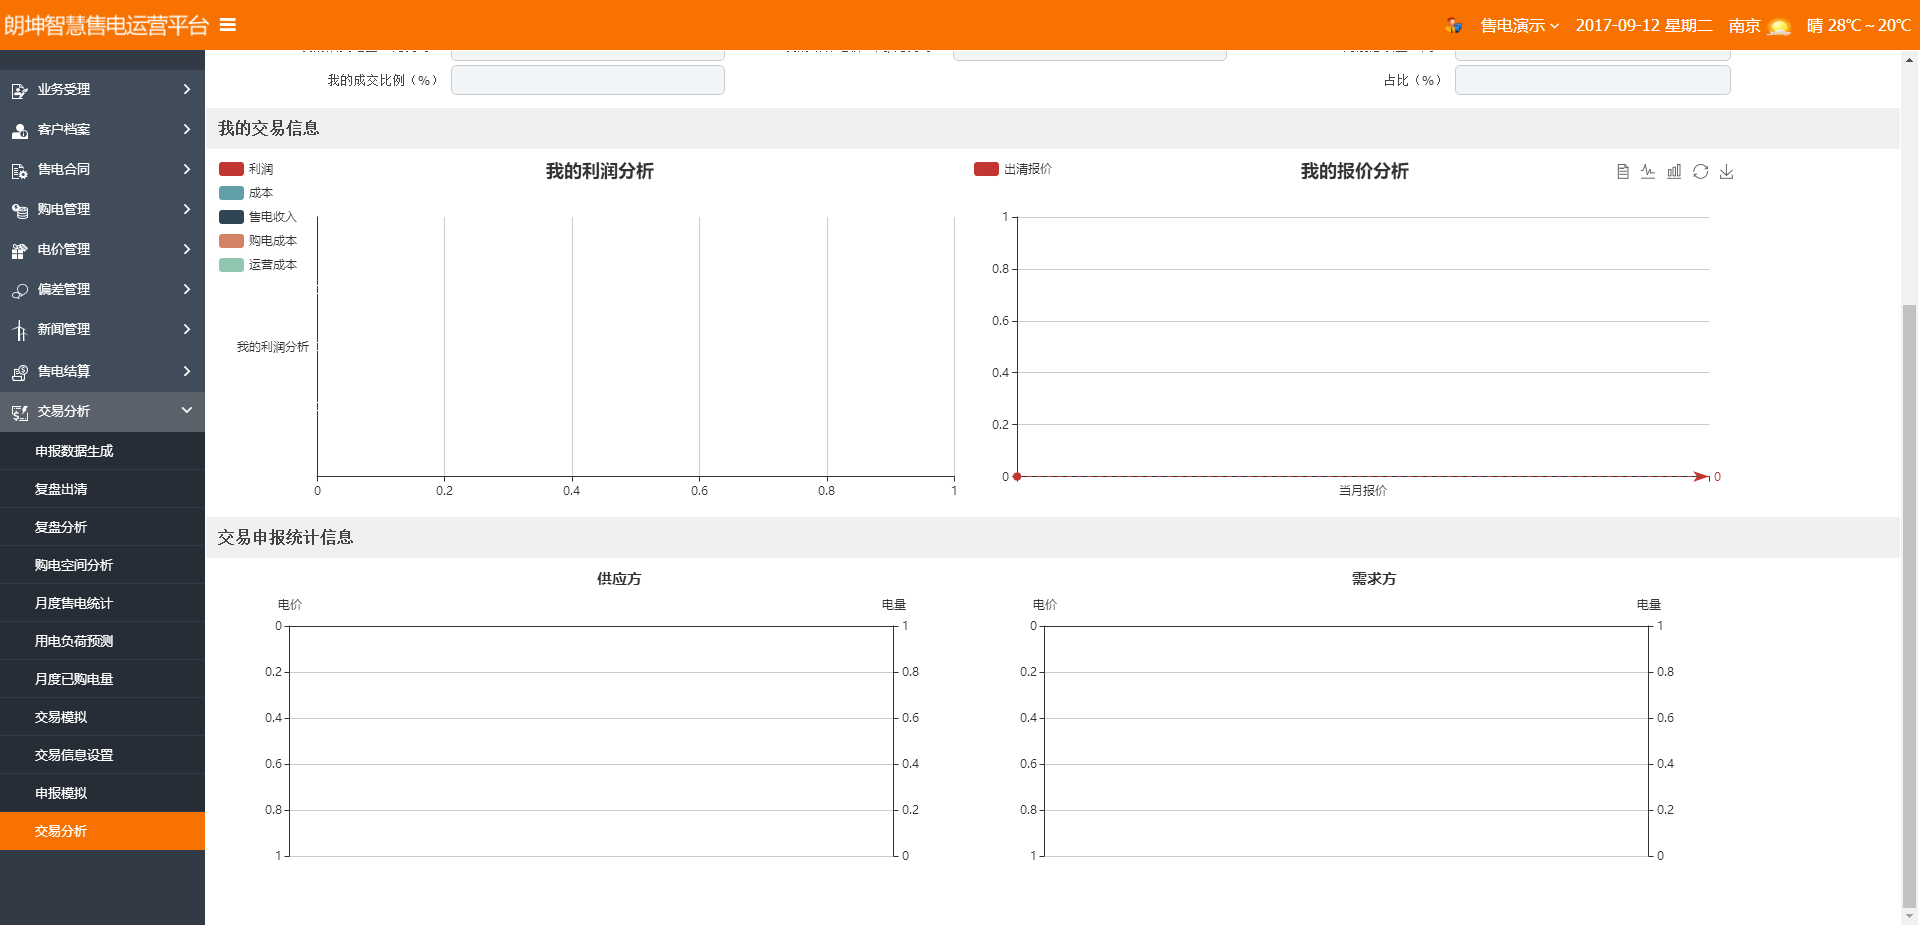 朗坤智慧售电运营平台
售电演示 2017-09-12 星期二 南京 晴 28℃~20℃
业务受理
客户档案
售电合同
购电管理
电价管理
偏差管理
新闻管理
售电结算
交易分析
申报数据生成
复盘出清
复盘分析
购电空间分析
月度售电统计
用电负荷预测
月度已购电量
交易模拟
交易信息设置
申报模拟
交易分析
我的成交比例（%）
占比（%）
我的交易信息
利润
成本
售电收入
购电成本
运营成本
我的利润分析
我的利润分析
0 0.2 0.4 0.6 0.8 1
出清报价
我的报价分析
1
0.8
0.6
0.4
0.2
0
0
当月报价
交易申报统计信息
供应方
电价 电量
0 1
0.2 0.8
0.4 0.6
0.6 0.4
0.8 0.2
1 0
需求方
电价 电量
0 1
0.2 0.8
0.4 0.6
0.6 0.4
0.8 0.2
1 0